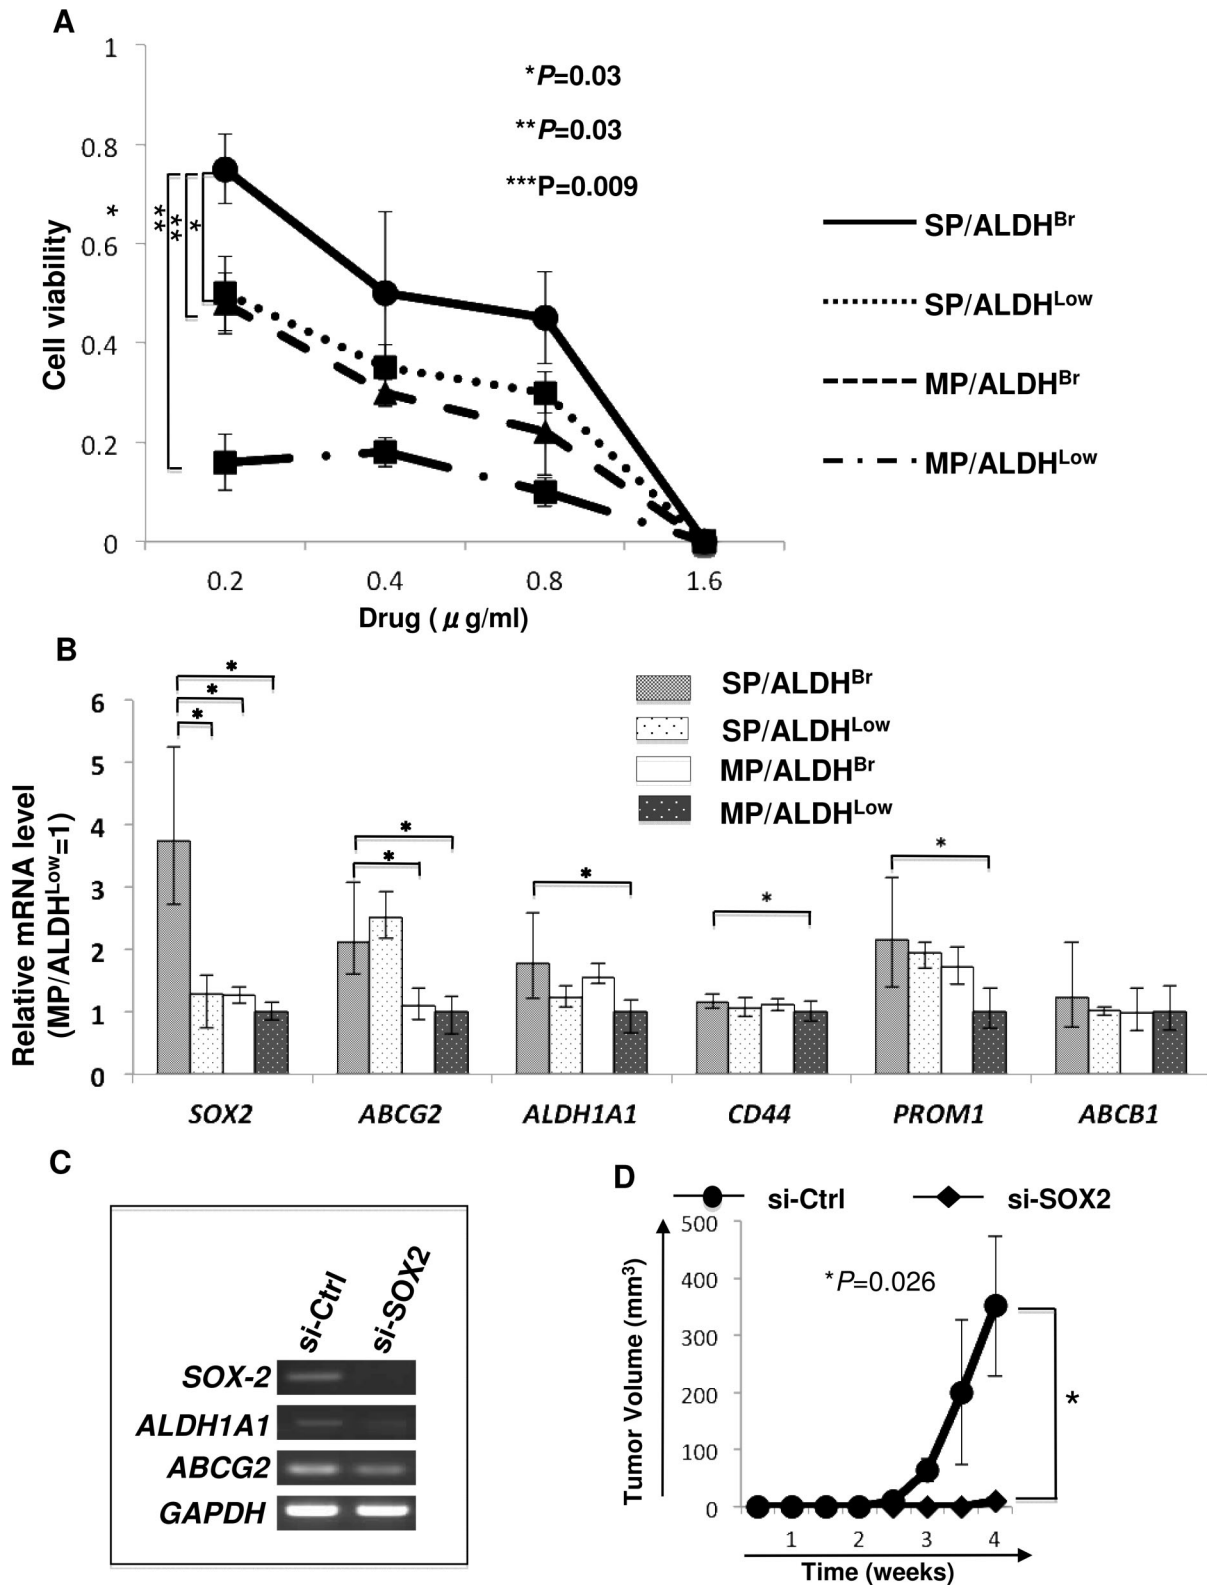 A
1
0.8
0.6
0.4
0.2
0
Cell viability
*P=0.03
**P=0.03
***P=0.009
*
**
**
*
SP/ALDHBr
SP/ALDHLow
MP/ALDHBr
MP/ALDHLow
0.2 0.4 0.8 1.6
Drug ( μ g/ml)
B
6
5
4
3
2
1
0
Relative mRNA level
(MP/ALDHLow=1)
* * *
* *
*
*
*
SP/ALDHBr
SP/ALDHLow
MP/ALDHBr
MP/ALDHLow
SOX2 ABCG2 ALDH1A1 CD44 PROM1 ABCB1
C
si-Ctrl si-SOX2
SOX-2
ALDH1A1
ABCG2
GAPDH
D
si-Ctrl si-SOX2
500
400
300
200
100
0
Tumor Volume (mm3)
*P=0.026
*
1 2 3 4
Time (weeks)